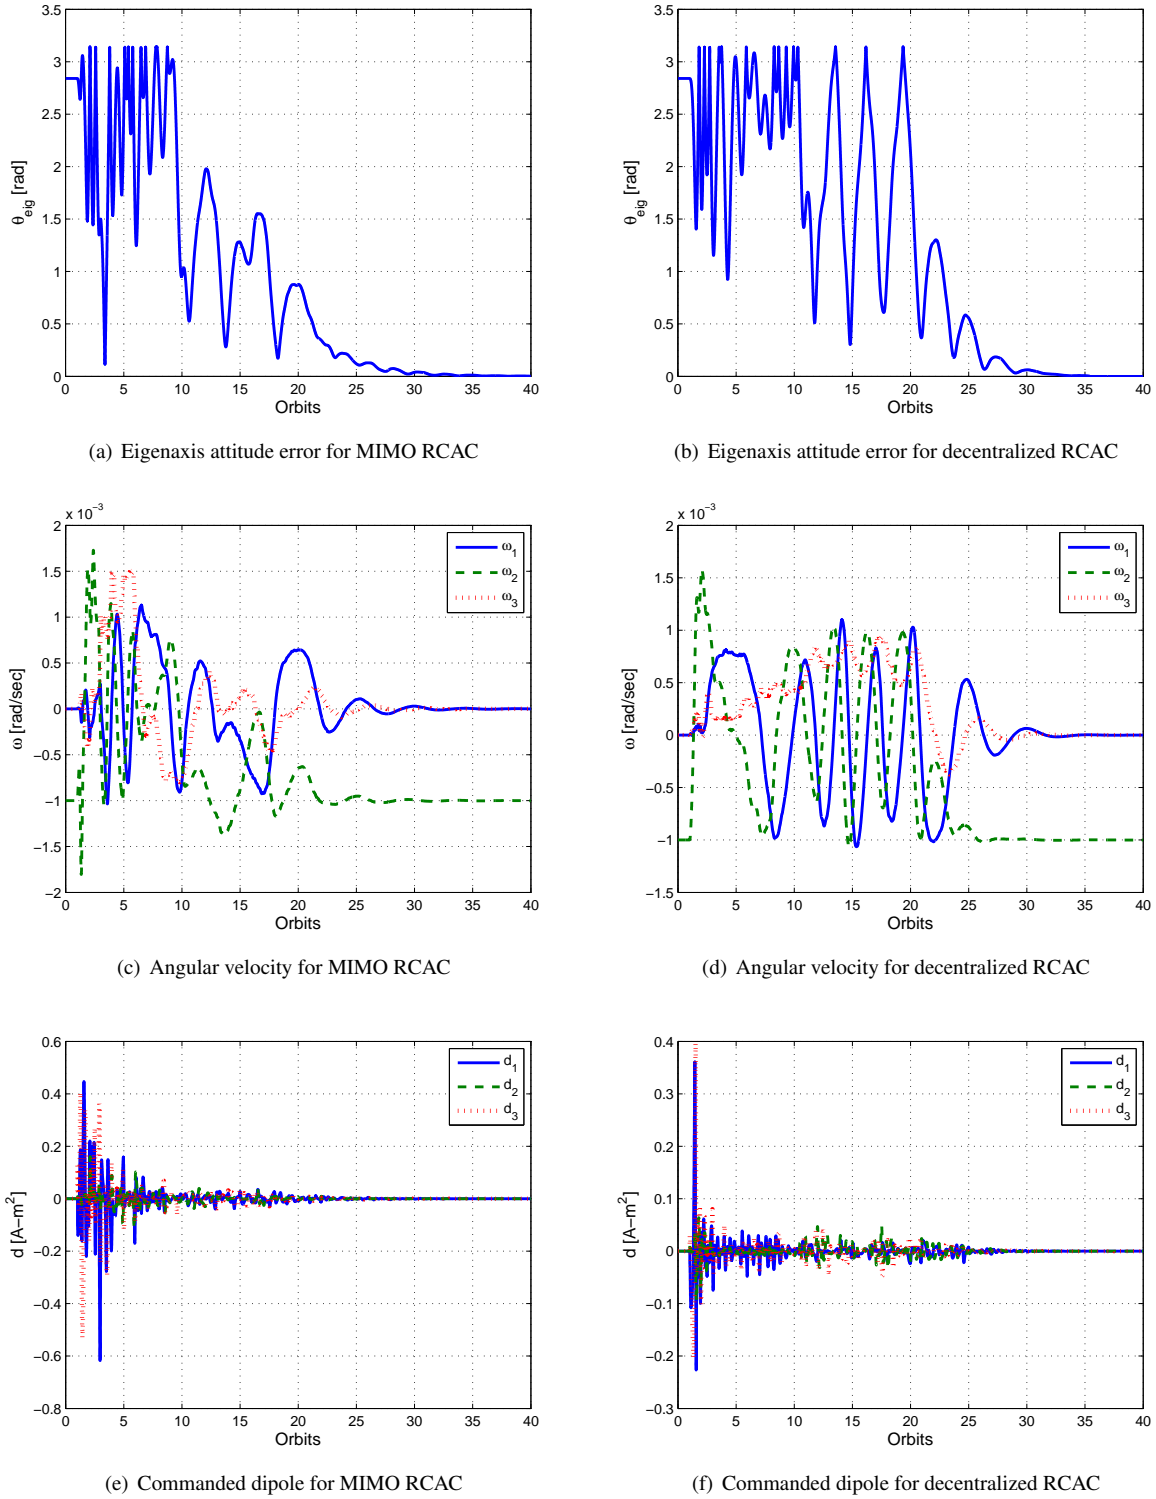 3.5
3
2.5
2
1.5
1
0.5
0
θeig [rad]
0 5 10 15 20 25 30 35 40
Orbits
(a) Eigenaxis attitude error for MIMO RCAC
3.5
3
2.5
2
1.5
1
0.5
0
θeig [rad]
0 5 10 15 20 25 30 35 40
Orbits
(b) Eigenaxis attitude error for decentralized RCAC
x 10⁻³
2
1.5
1
0.5
0
−0.5
−1
−1.5
−2
ω [rad/sec]
ω1
ω2
ω3
0 5 10 15 20 25 30 35 40
Orbits
(c) Angular velocity for MIMO RCAC
x 10⁻³
2
1.5
1
0.5
0
−0.5
−1
−1.5
ω [rad/sec]
ω1
ω2
ω3
0 5 10 15 20 25 30 35 40
Orbits
(d) Angular velocity for decentralized RCAC
0.6
0.4
0.2
0
−0.2
−0.4
−0.6
−0.8
d [A−m²]
d1
d2
d3
0 5 10 15 20 25 30 35 40
Orbits
(e) Commanded dipole for MIMO RCAC
0.4
0.3
0.2
0.1
0
−0.1
−0.2
−0.3
d [A−m²]
d1
d2
d3
0 5 10 15 20 25 30 35 40
Orbits
(f) Commanded dipole for decentralized RCAC